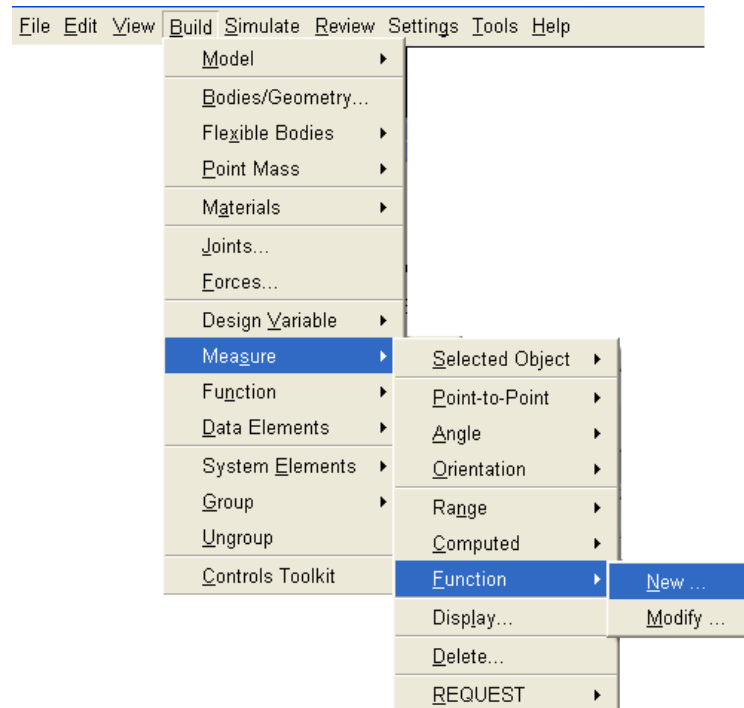 File Edit View Build Simulate Review Settings Tools Help
Model
Bodies/Geometry...
Flexible Bodies
Point Mass
Materials
Joints...
Forces...
Design Variable
Measure
Function
Data Elements
System Elements
Group
Ungroup
Controls Toolkit
Selected Object
Point-to-Point
Angle
Orientation
Range
Computed
Function
Display...
Delete...
REQUEST
New ...
Modify ...